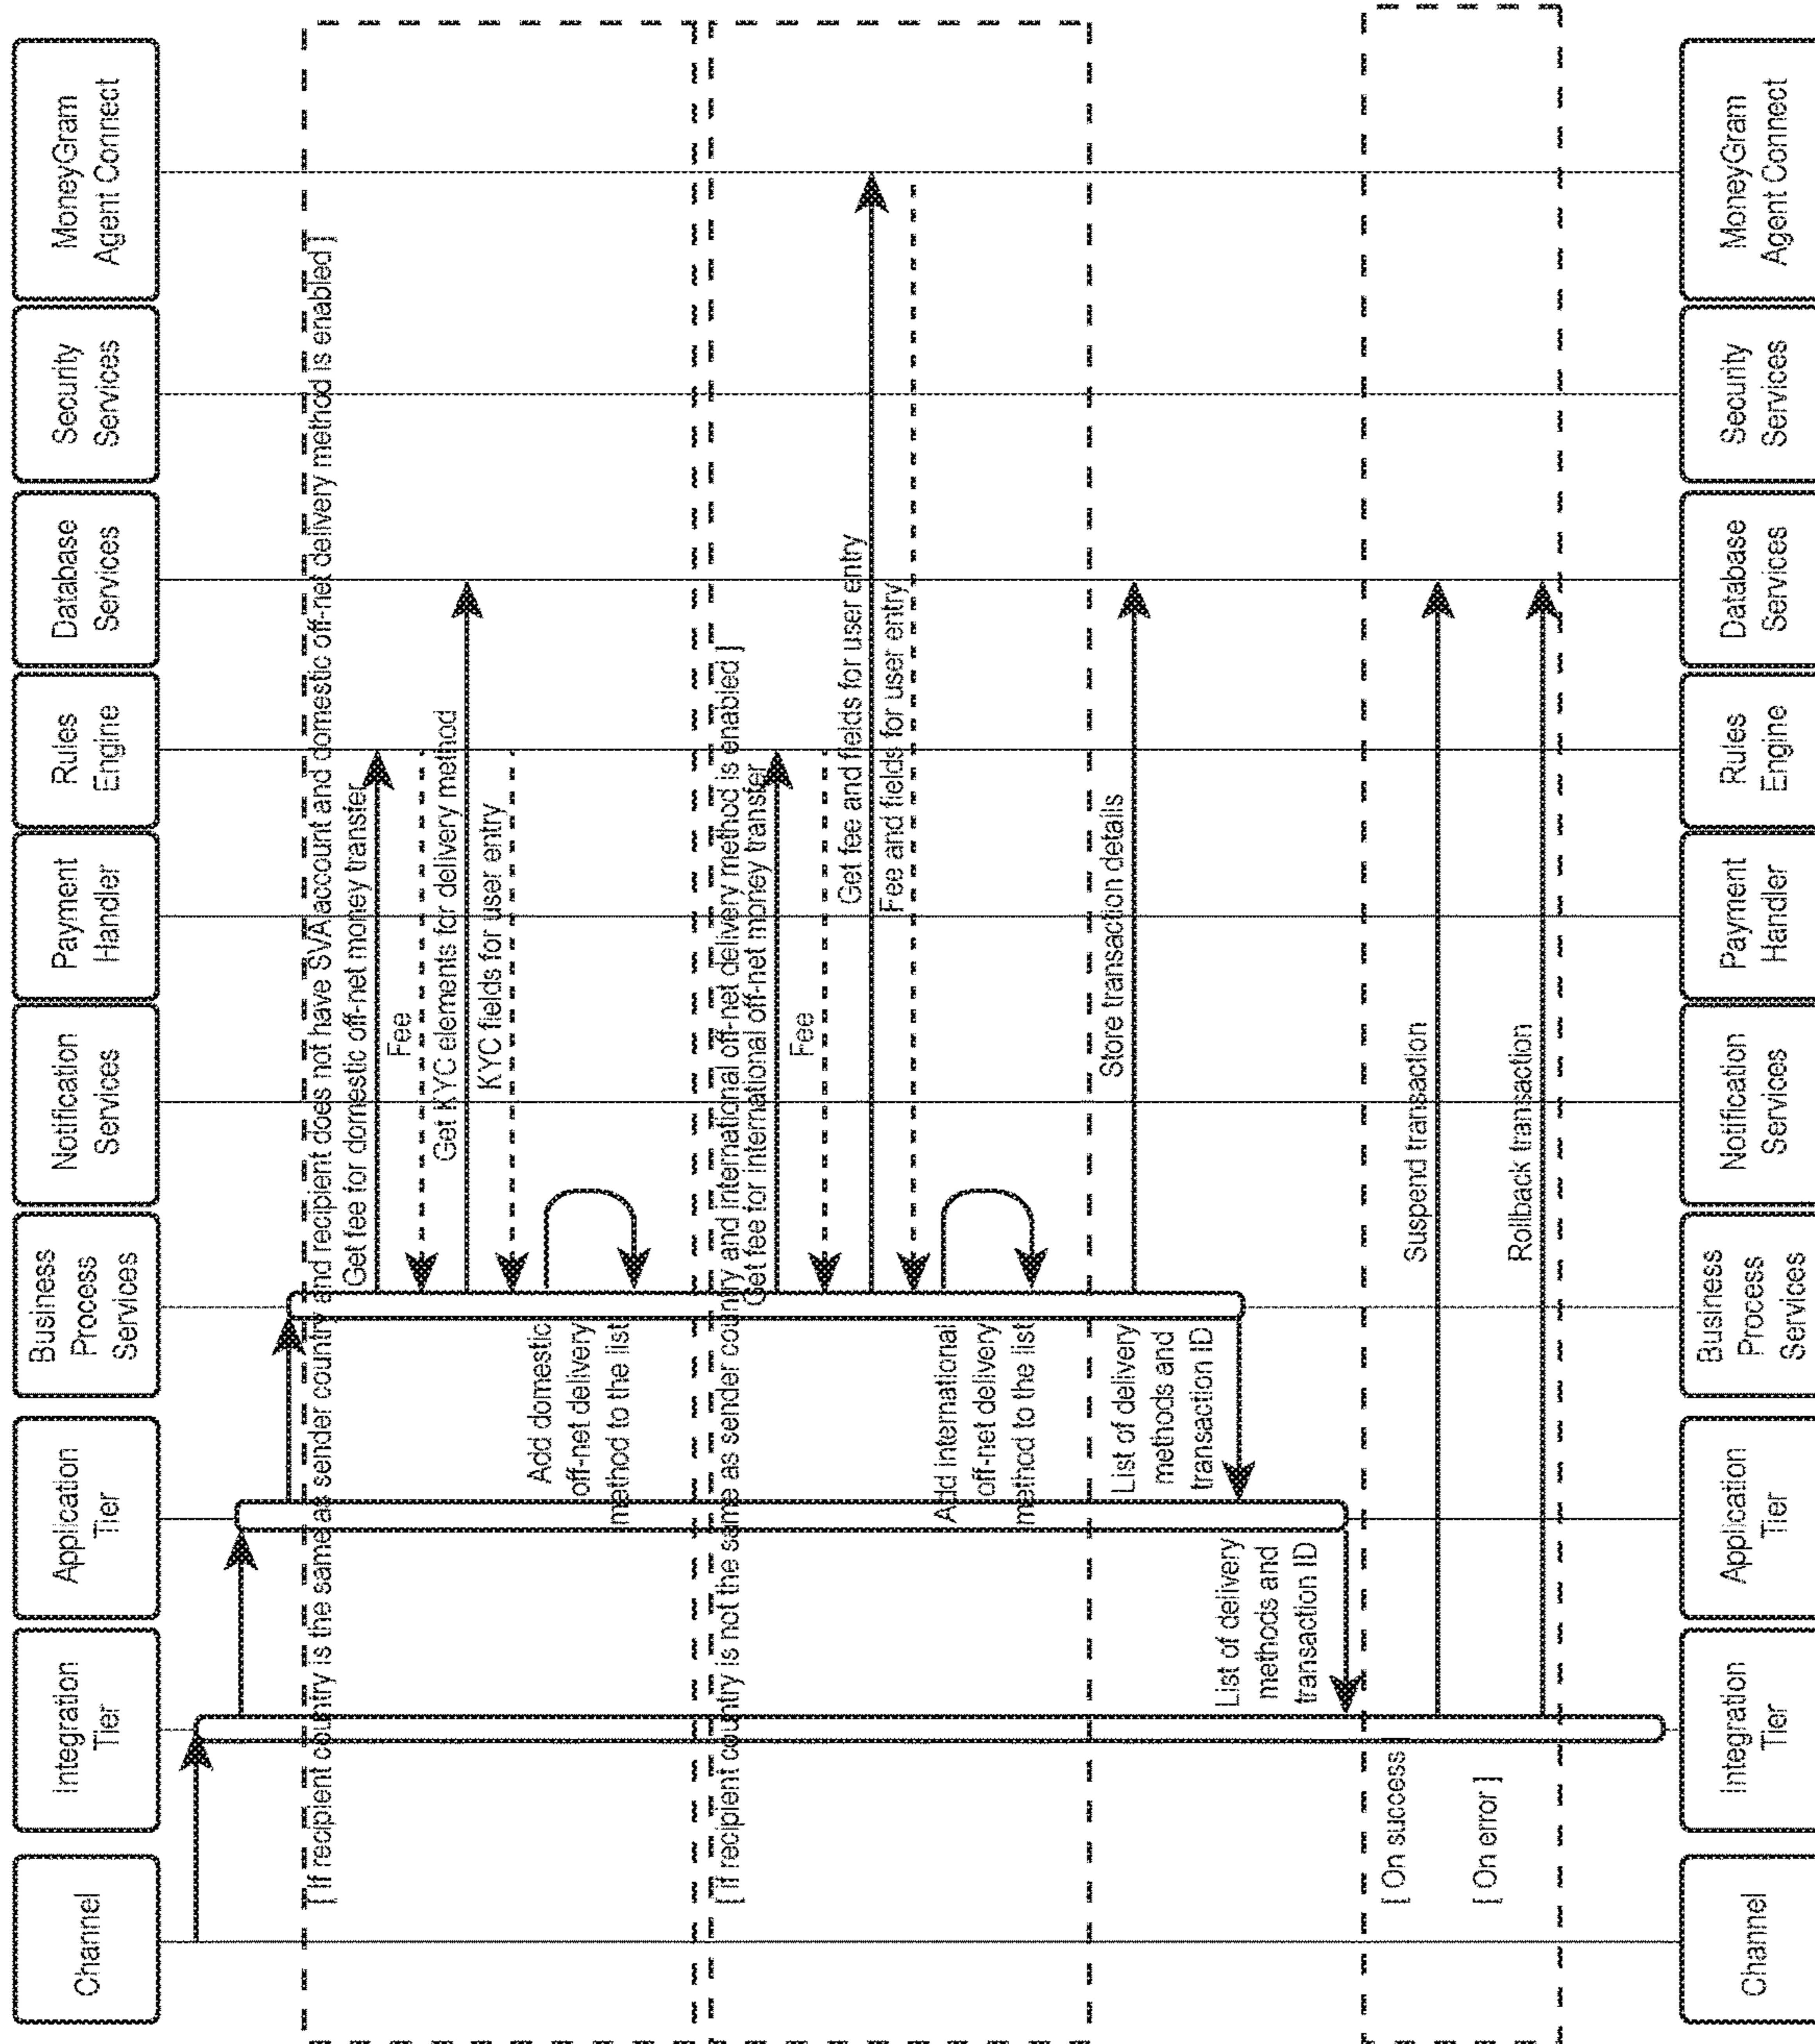 Channel
Integration
Tier
Application
Tier
Business
Process
Services
Notification
Services
Payment
Handler
Rules
Engine
Database
Services
Security
Services
MoneyGram
Agent Connect
[ If recipient country is the same as sender country and recipient does not have SVA account and domestic off-net delivery method is enabled ]
Get fee for domestic off-net money transfer
Fee
Get KYC elements for delivery method
KYC fields for user entry
Add domestic
off-net delivery
method to the list
[ If recipient country is not the same as sender country and international off-net delivery method is enabled ]
Get fee for international off-net money transfer
Fee
Get fee and fields for user entry
Fee and fields for user entry
Add international
off-net delivery
method to the list
Store transaction details
List of delivery
methods and
transaction ID
List of delivery
methods and
transaction ID
[ On success ]
Suspend transaction
[ On error ]
Rollback transaction
Channel
Integration
Tier
Application
Tier
Business
Process
Services
Notification
Services
Payment
Handler
Rules
Engine
Database
Services
Security
Services
MoneyGram
Agent Connect